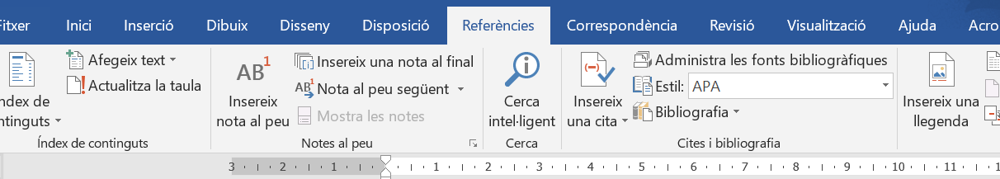 Fitxer Inici Inserció Dibuix Disseny Disposició Referències Correspondència Revisió Visualització Ajuda Acro
Índex de
continguts
Afegeix text
Actualitza la taula
Índex de continguts
AB1
Insereix
nota al peu
Insereix una nota al final
AB1 Nota al peu següent
Mostra les notes
Notes al peu
Cerca
intel·ligent
Cerca
Insereix
una cita
Administra les fonts bibliogràfiques
Estil: APA
Bibliografia
Cites i bibliografia
Insereix una
llegenda
3 2 1 1 2 3 4 5 6 7 8 9 10 11 1